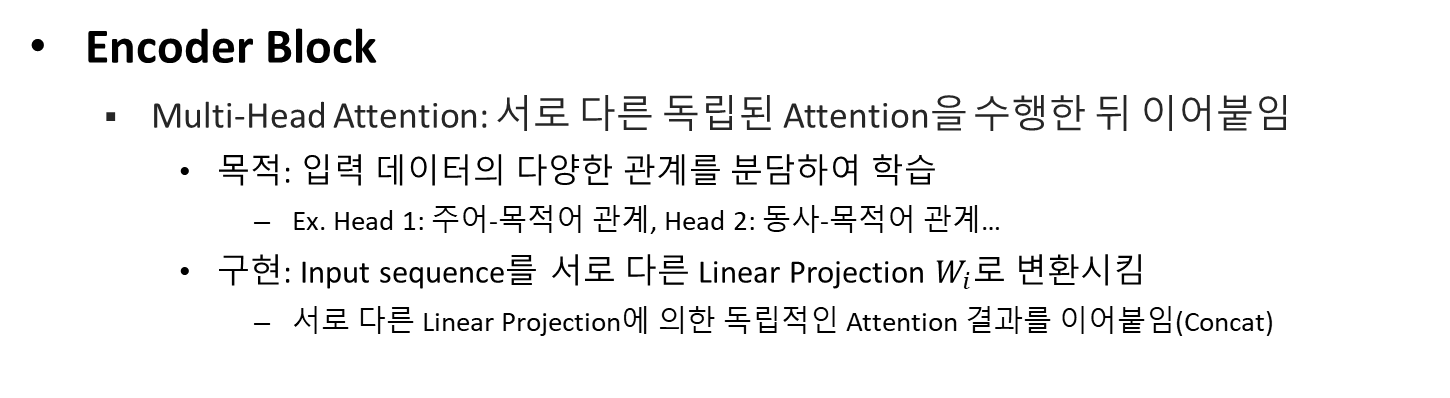 • Encoder Block
▪ Multi-Head Attention: 서로 다른 독립된 Attention을 수행한 뒤 이어붙임
• 목적: 입력 데이터의 다양한 관계를 분담하여 학습
– Ex. Head 1: 주어-목적어 관계, Head 2: 동사-목적어 관계…
• 구현: Input sequence를 서로 다른 Linear Projection Wᵢ로 변환시킴
– 서로 다른 Linear Projection에 의한 독립적인 Attention 결과를 이어붙임(Concat)